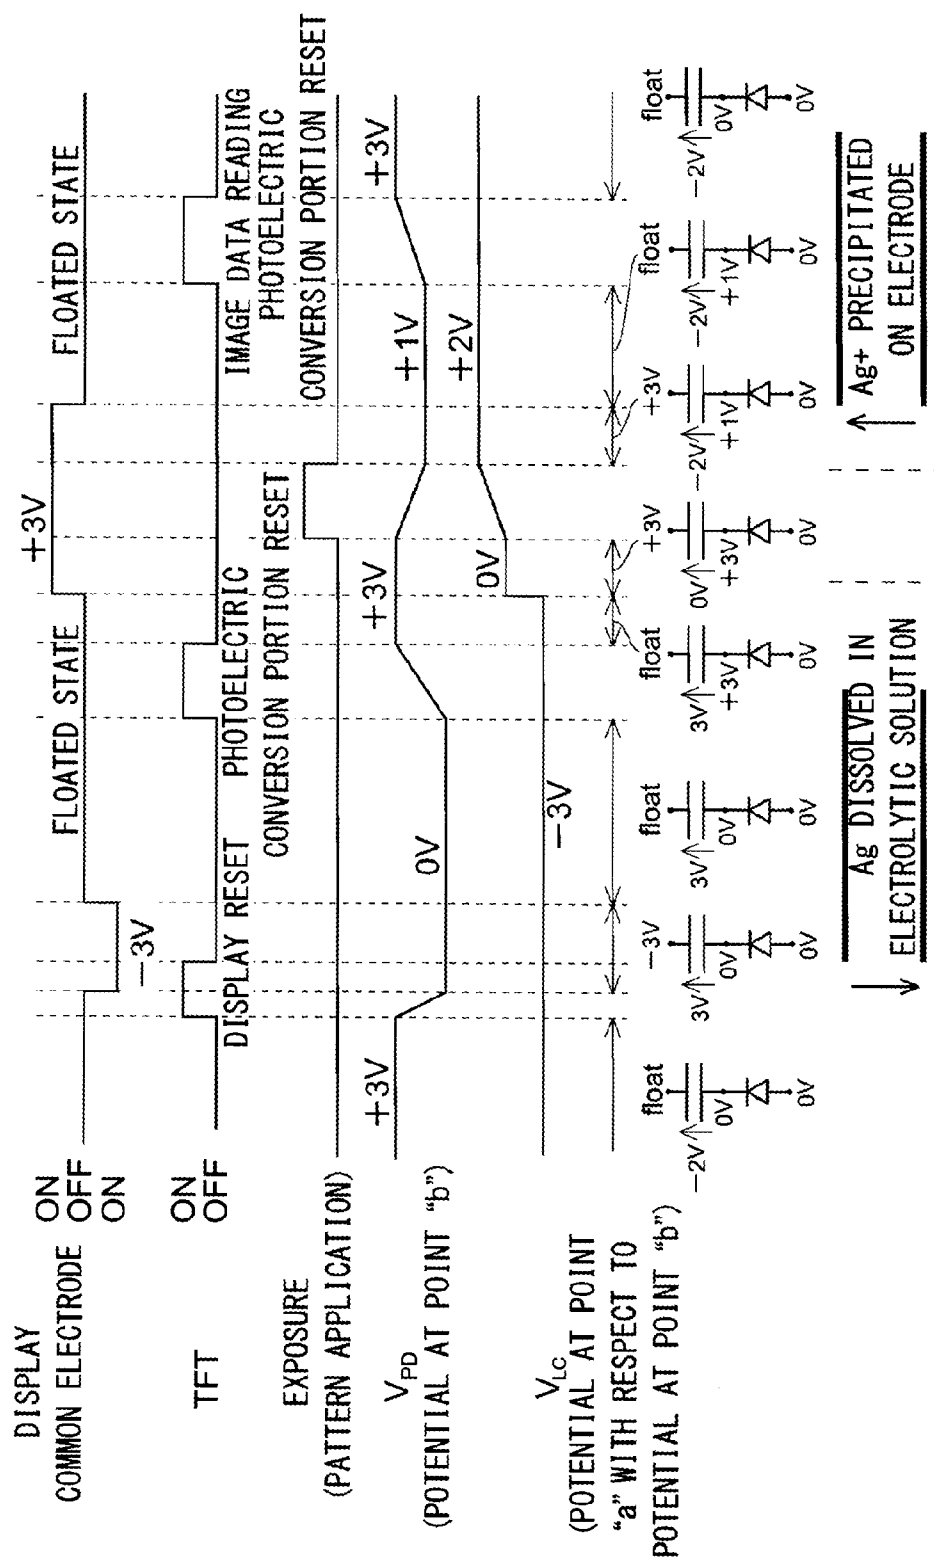 DISPLAY
COMMON ELECTRODE
ON
OFF
ON
-3V
FLOATED STATE
+3V
FLOATED STATE
TFT
ON
OFF
DISPLAY RESET
PHOTOELECTRIC
CONVERSION PORTION RESET
IMAGE DATA READING
PHOTOELECTRIC
CONVERSION PORTION RESET
EXPOSURE
(PATTERN APPLICATION)
VPD
(POTENTIAL AT POINT "b")
+3V
0V
+3V
+1V
+3V
VLC
(POTENTIAL AT POINT
"a" WITH RESPECT TO
POTENTIAL AT POINT "b")
-3V
0V
+2V
float
-2V
0V
0V
-3V
3V
0V
0V
float
3V
0V
0V
float
3V
+3V
0V
+3V
0V
+3V
0V
+3V
-2V
+1V
0V
float
-2V
+1V
0V
float
-2V
0V
0V
Ag DISSOLVED IN
ELECTROLYTIC SOLUTION
Ag+ PRECIPITATED
ON ELECTRODE